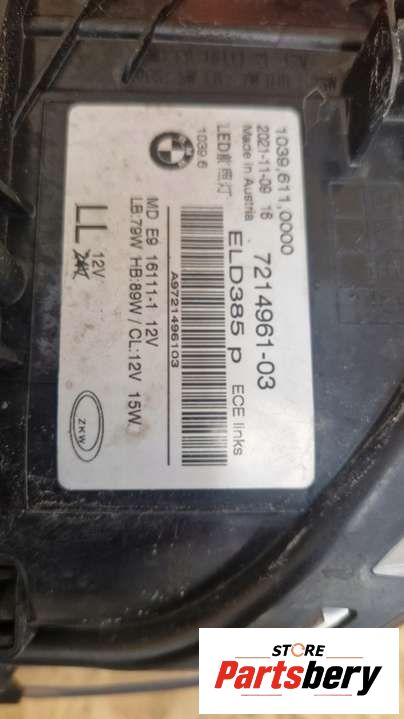 1039,611,0000
2021-11-09 16
Made in Austria
LED前照灯
1039.6
7214961-03
ELD385 p
ECE links
A9721496103
MD E9 16111-1 12V
LB:79W HB:89W / CL:12V 15W
LL 12V
ZKW
BMW
STORE
Partsbery